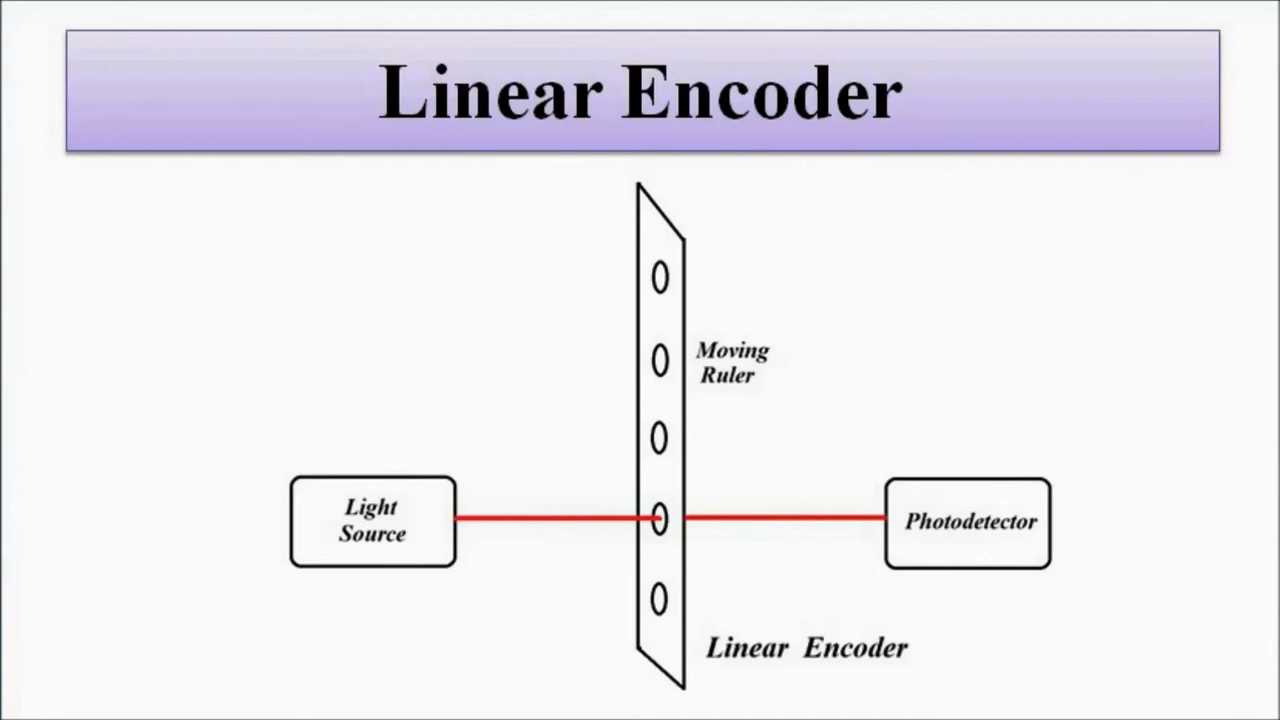 Linear Encoder
Moving
Ruler
Light
Source
Photodetector
Linear Encoder